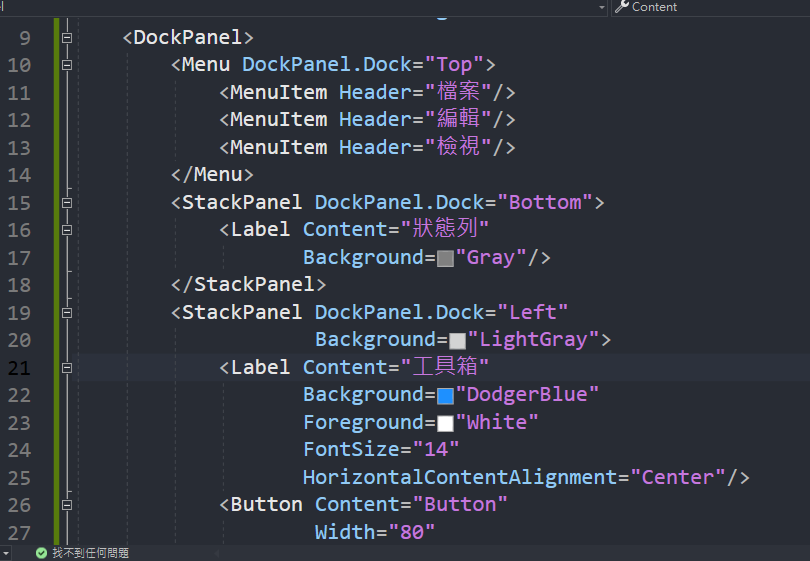 Content
9 <DockPanel>
10 <Menu DockPanel.Dock="Top">
11 <MenuItem Header="檔案"/>
12 <MenuItem Header="編輯"/>
13 <MenuItem Header="檢視"/>
14 </Menu>
15 <StackPanel DockPanel.Dock="Bottom">
16 <Label Content="狀態列"
17 Background="Gray"/>
18 </StackPanel>
19 <StackPanel DockPanel.Dock="Left"
20 Background="LightGray">
21 <Label Content="工具箱"
22 Background="DodgerBlue"
23 Foreground="White"
24 FontSize="14"
25 HorizontalContentAlignment="Center"/>
26 <Button Content="Button"
27 Width="80"
找不到任何問題